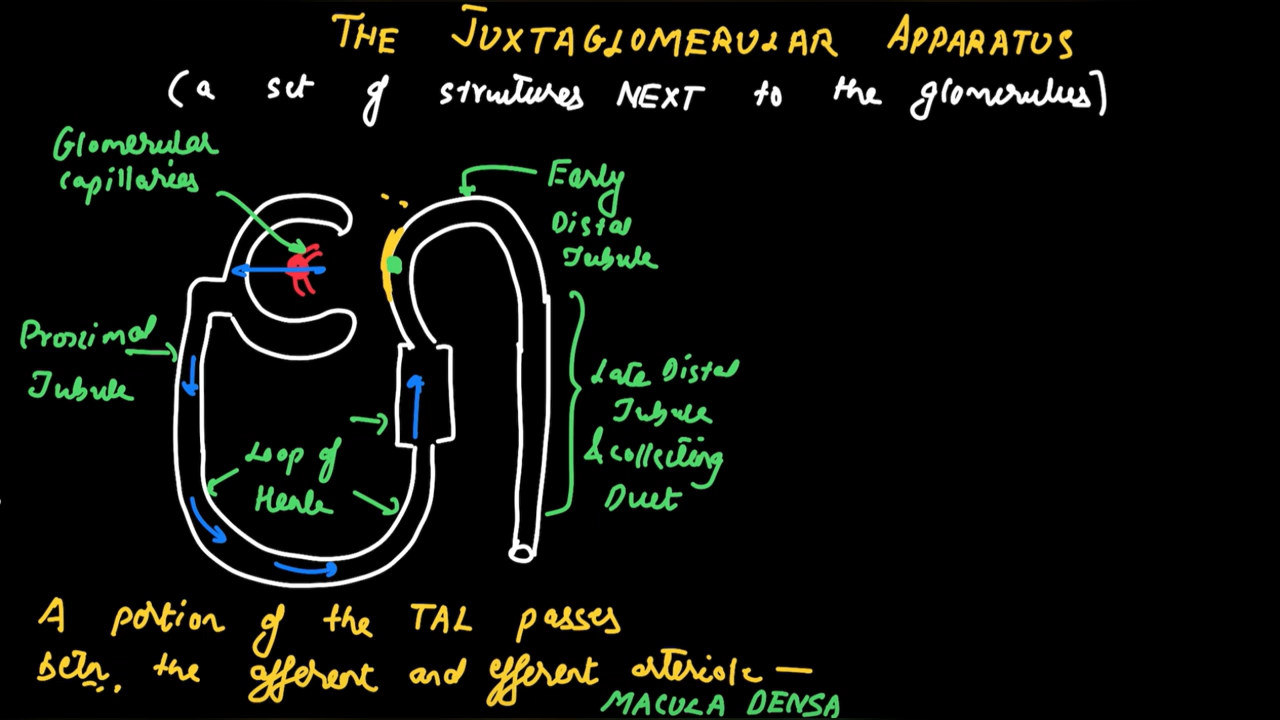 THE JUXTAGLOMERULAR APPARATUS
(a set of structures NEXT to the glomerulus)
Glomerular
capillaries
Early
Distal
Tubule
Proximal
Tubule
Late Distal
Tubule
& collecting
Duct
Loop of
Henle
A portion of the TAL passes
betn. the afferent and efferent arteriole —
MACULA DENSA